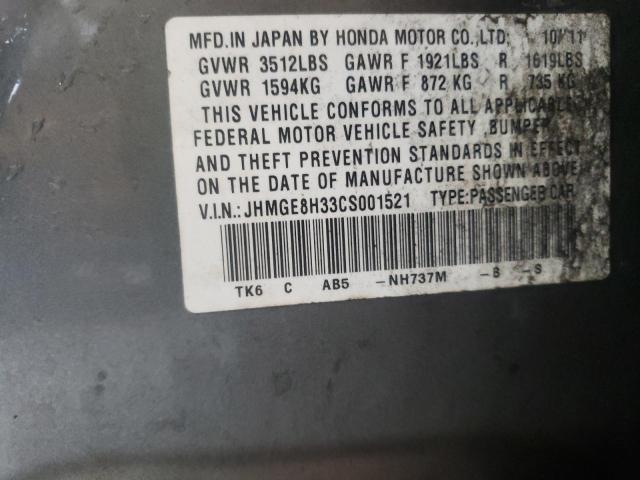 MFD.IN JAPAN BY HONDA MOTOR CO.,LTD. 10/11
GVWR 3512LBS GAWR F 1921LBS R 1619LBS
GVWR 1594KG GAWR F 872 KG R 735 KG
THIS VEHICLE CONFORMS TO ALL APPLICABLE
FEDERAL MOTOR VEHICLE SAFETY BUMPER
AND THEFT PREVENTION STANDARDS IN EFFECT
ON THE DATE OF MANUFACTURE SHOWN ABOVE
V.I.N.: JHMGE8H33CS001521 TYPE:PASSENGER CAR
TK6 C AB5 -NH737M -8 -S